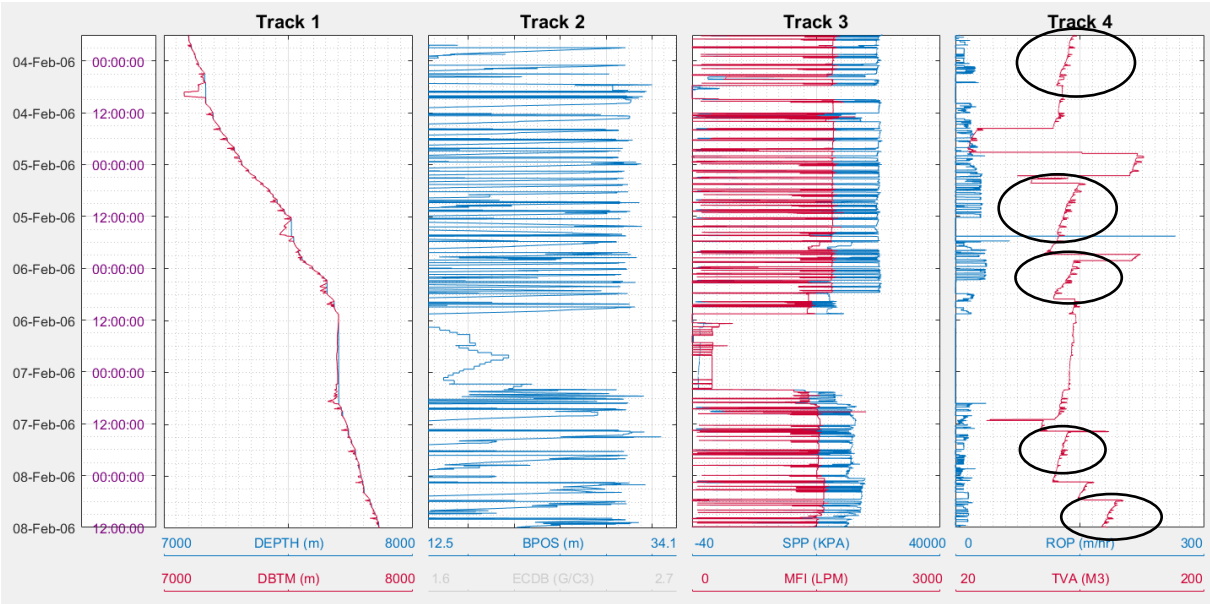 Track 1 Track 2 Track 3 Track 4
04-Feb-06 00:00:00
04-Feb-06 12:00:00
05-Feb-06 00:00:00
05-Feb-06 12:00:00
06-Feb-06 00:00:00
06-Feb-06 12:00:00
07-Feb-06 00:00:00
07-Feb-06 12:00:00
08-Feb-06 00:00:00
08-Feb-06 12:00:00
7000 DEPTH (m) 8000 12.5 BPOS (m) 34.1 -40 SPP (KPA) 40000 0 ROP (m/hr) 300
7000 DBTM (m) 8000 1.6 ECDB (G/C3) 2.7 0 MFI (LPM) 3000 20 TVA (M3) 200